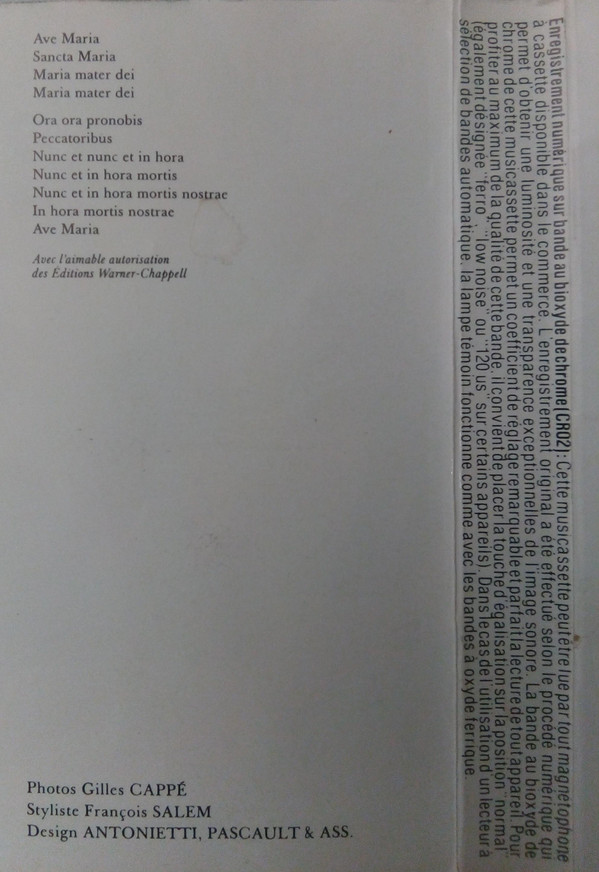 Ave Maria
Sancta Maria
Maria mater dei
Maria mater dei
Ora ora pronobis
Peccatoribus
Nunc et nunc et in hora
Nunc et in hora mortis
Nunc et in hora mortis nostrae
In hora mortis nostrae
Ave Maria
Avec l'aimable autorisation
des Editions Warner-Chappell
Photos Gilles CAPPÉ
Styliste François SALEM
Design ANTONIETTI, PASCAULT & ASS.
Enregistrement numérique sur bande au bioxyde de chrome (CRO2): Cette musicassette peut être lue par tout magnétophone
à cassette disponible dans le commerce. L'enregistrement original a été effectué selon le procédé numérique qui
permet d'obtenir une luminosité et une transparence exceptionnelles de l'image sonore. La bande au bioxyde de
chrome de cette musicassette permet un coefficient de réglage remarquable et parfait la lecture de tout appareil. Pour
profiter au maximum de la qualité de cette bande, il convient de placer la touche d'égalisation sur la position "normal"
(également désignée "ferro", "low noise" ou "120 us" sur certains appareils). Dans le cas de l'utilisation d'un lecteur à
sélection de bandes automatique, la lampe témoin fonctionne comme avec les bandes à oxyde ferrique.